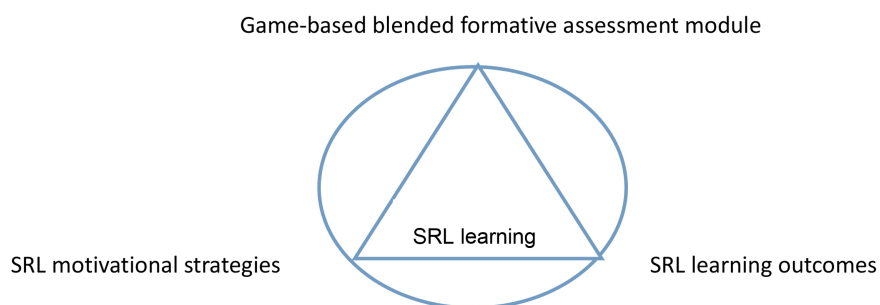 Game-based blended formative assessment module
SRL learning
SRL motivational strategies
SRL learning outcomes